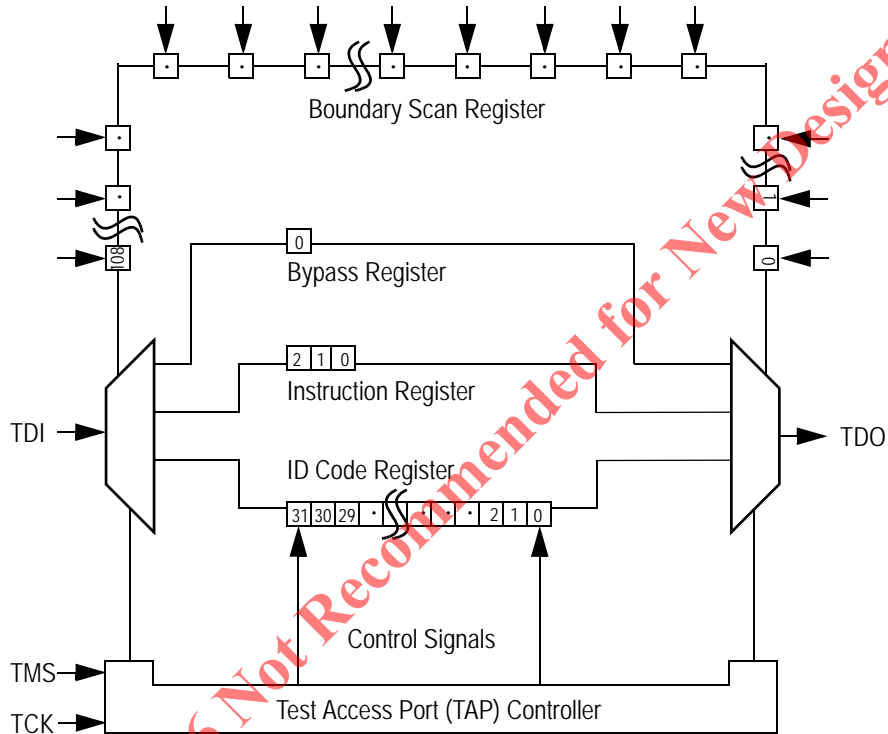 Boundary Scan Register
1
108
0
0
Bypass Register
2 1 0
Instruction Register
TDI
TDO
ID Code Register
31 30 29 · · · · 2 1 0
Control Signals
TMS
Test Access Port (TAP) Controller
TCK
Not Recommended for New Design